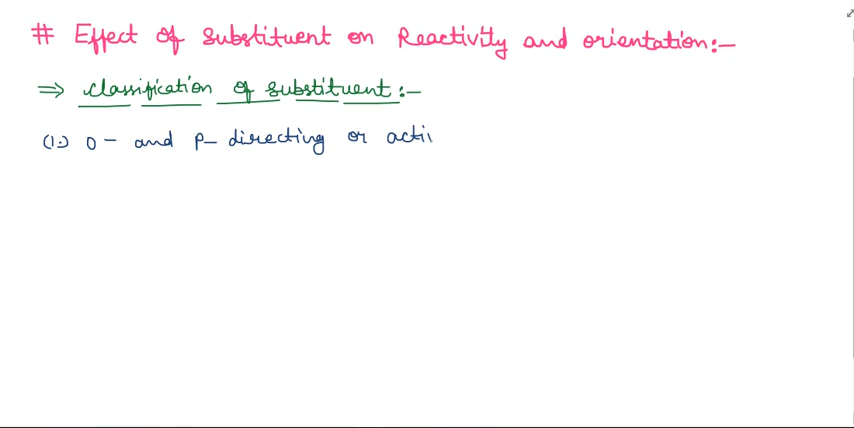 # Effect of Substituent on Reactivity and orientation:-
⇒ Classification of substituent:-
(1.) o- and p- directing or acti